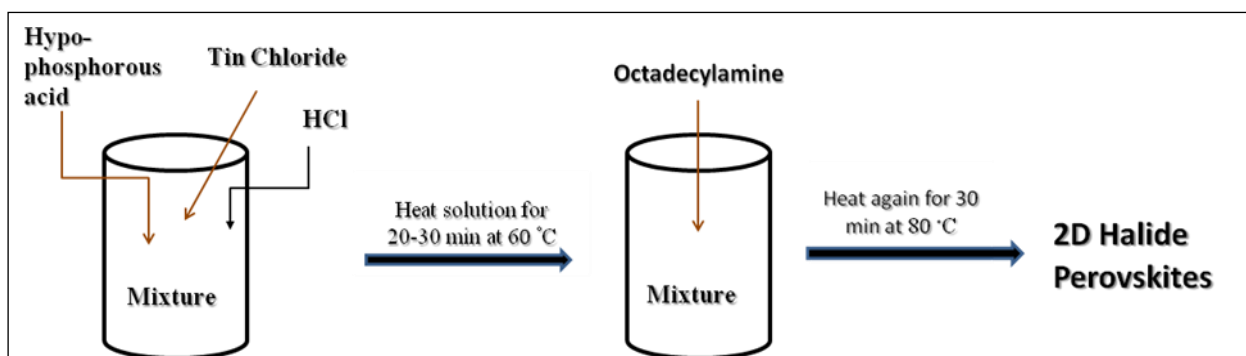 Hypo-
phosphorous
acid
Tin Chloride
HCl
Mixture
Heat solution for
20-30 min at 60 °C
Octadecylamine
Mixture
Heat again for 30
min at 80 °C
2D Halide
Perovskites